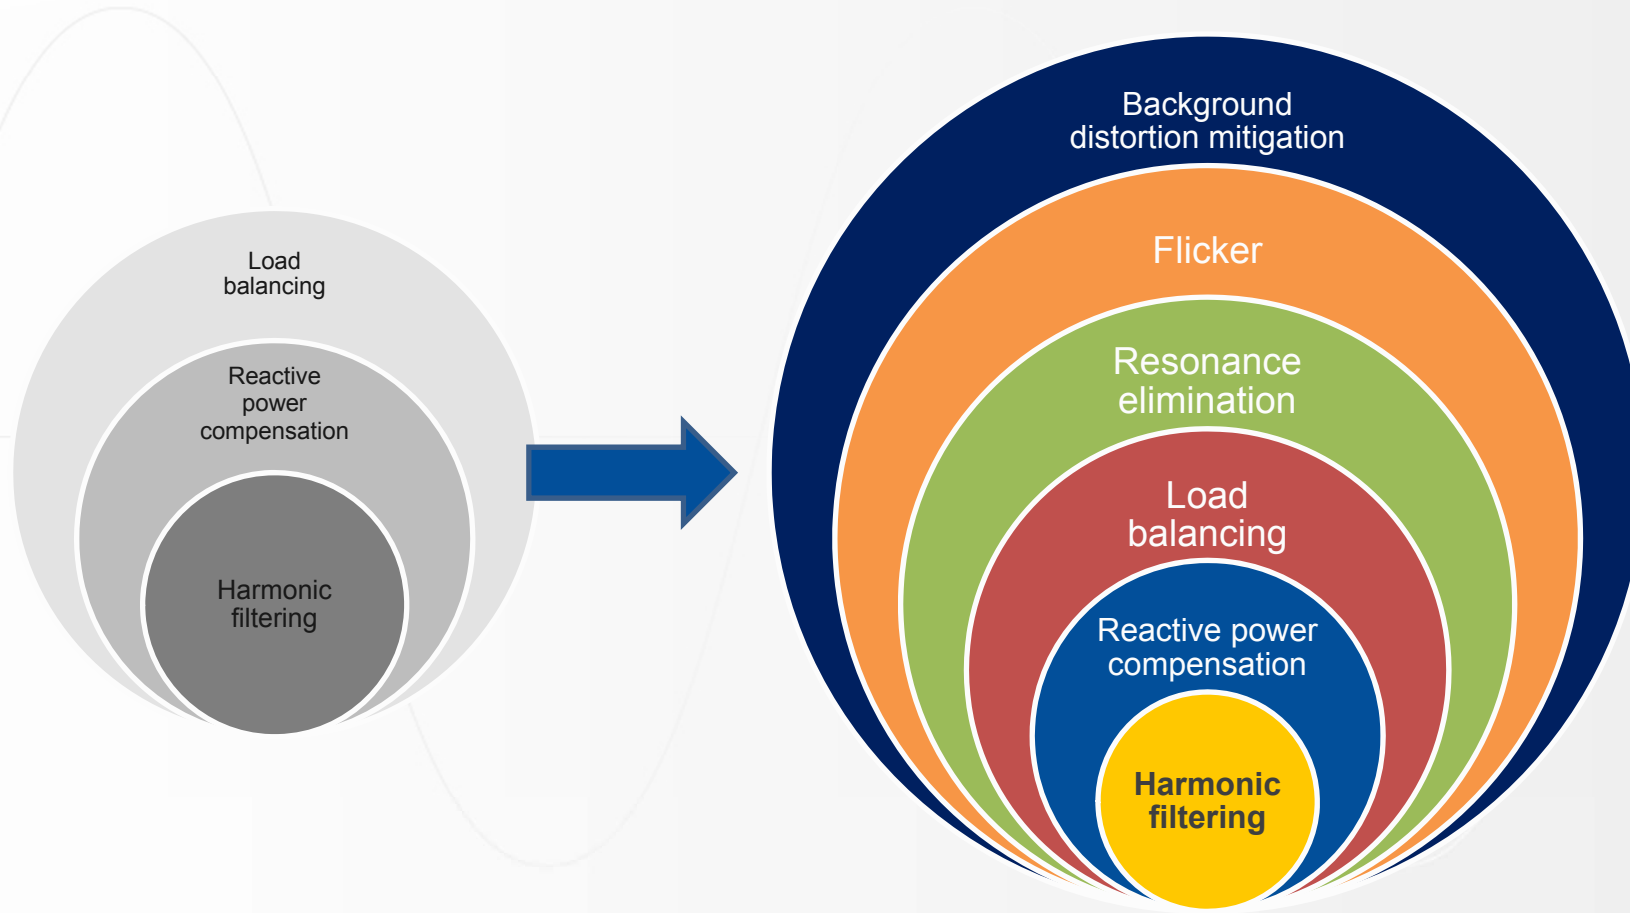 Load
balancing
Reactive
power
compensation
Harmonic
filtering
Background
distortion mitigation
Flicker
Resonance
elimination
Load
balancing
Reactive power
compensation
Harmonic
filtering